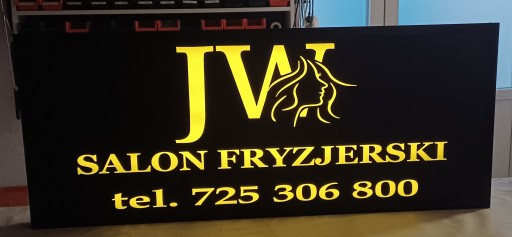 JW
SALON FRYZJERSKI
tel. 725 306 800